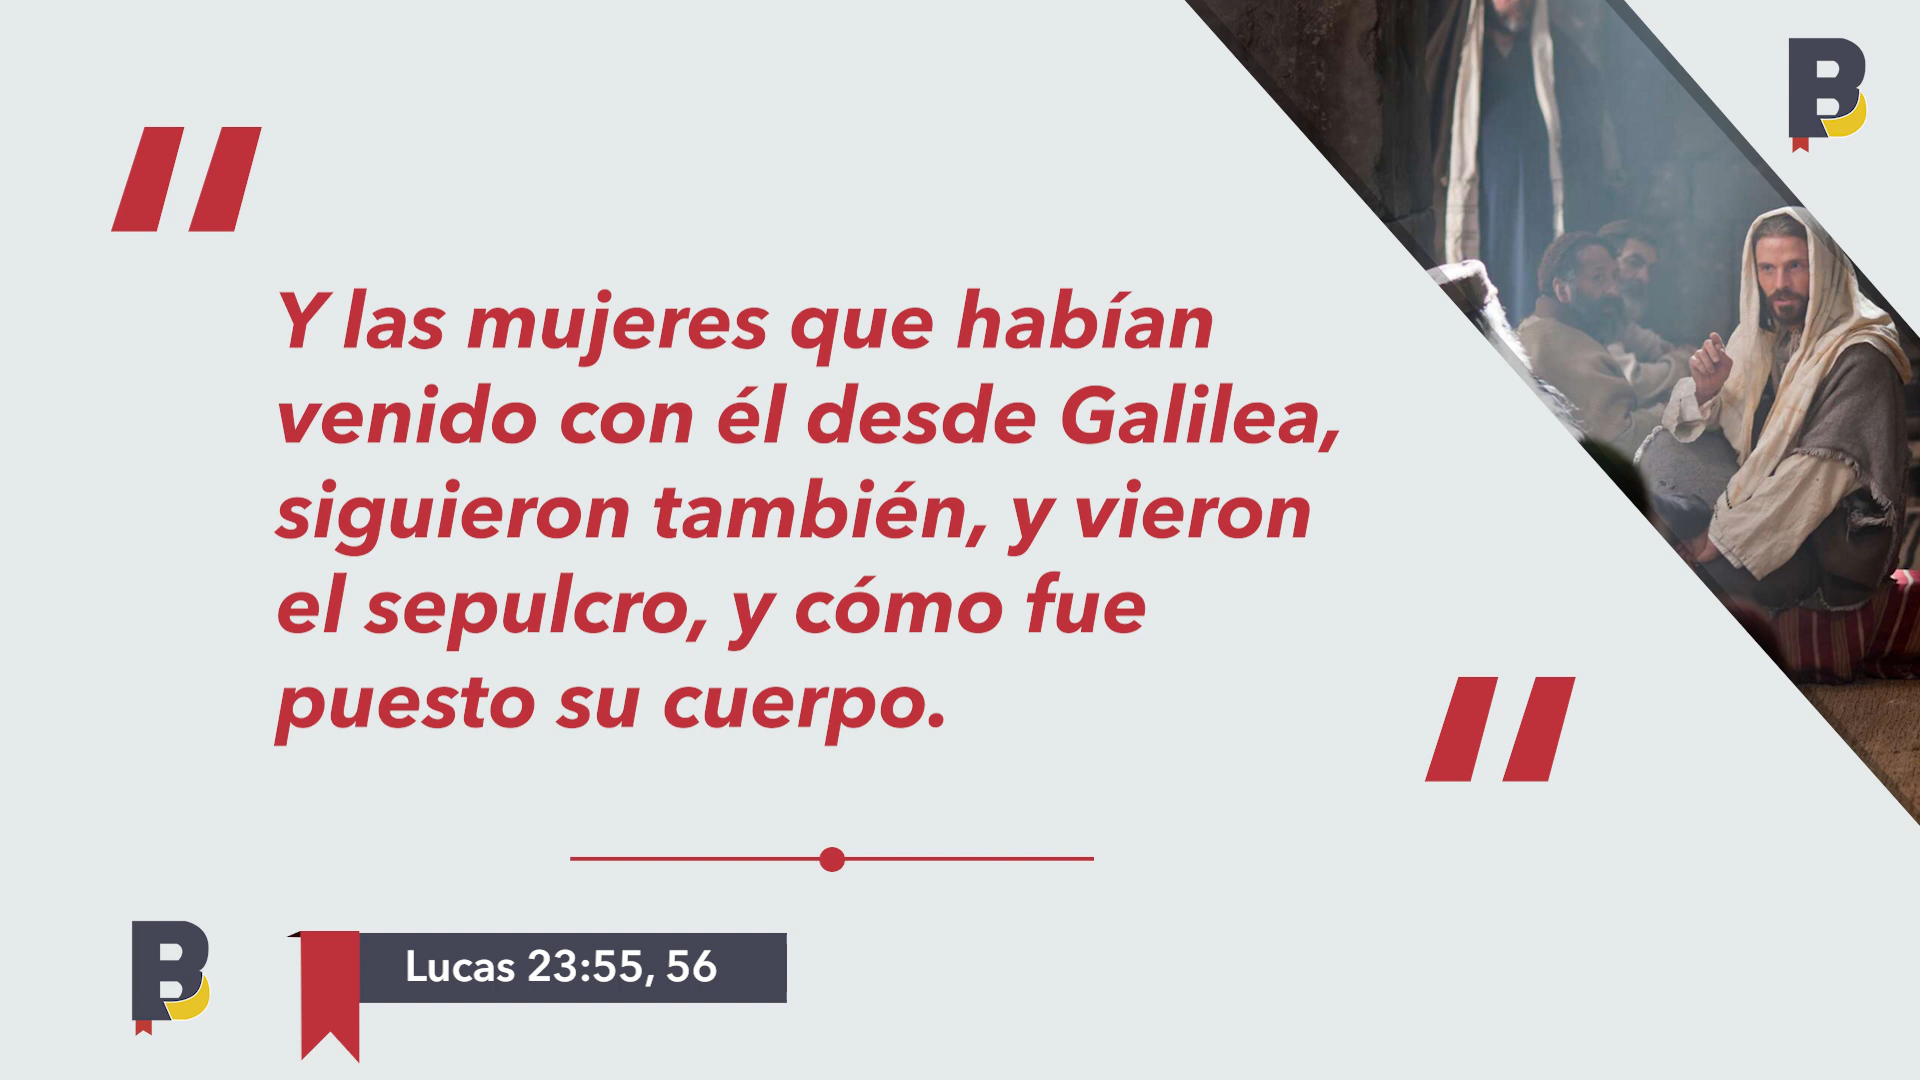 Y las mujeres que habían
venido con él desde Galilea,
siguieron también, y vieron
el sepulcro, y cómo fue
puesto su cuerpo.
Lucas 23:55, 56